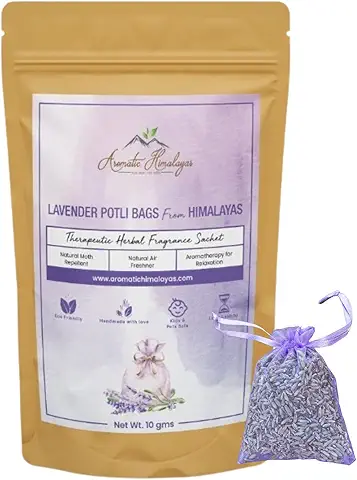 Aromatic Himalayas
LAVENDER POTLI BAGS From HIMALAYAS
Therapeutic Herbal Fragrance Sachet
Natural Moth Repellent
Natural Air Freshner
Aromatherapy for Relaxation
www.aromatichimalayas.com
Eco Friendly
Handmade with love
Kids & Pets Safe
Net Wt. 10 gms